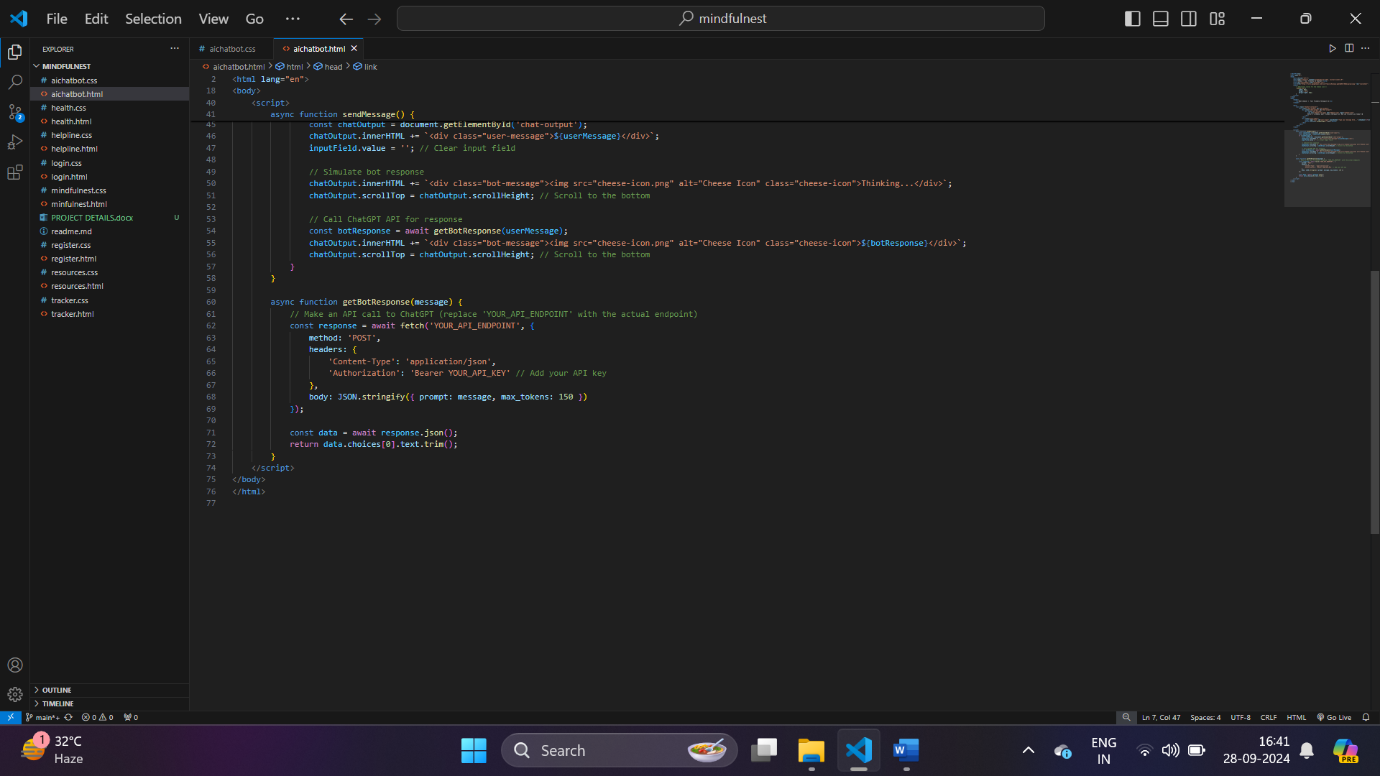 File Edit Selection View Go ··· mindfulnest
EXPLORER ···
MINDFULNEST
# aichatbot.css
<> aichatbot.html
# health.css
<> health.html
# helpline.css
<> helpline.html
# login.css
<> login.html
# mindfulnest.css
<> minfulnest.html
PROJECT DETAILS.docx U
readme.md
# register.css
<> register.html
# resources.css
<> resources.html
# tracker.css
<> tracker.html
OUTLINE
TIMELINE
2
# aichatbot.css <> aichatbot.html ×
<> aichatbot.html > html > head > link
2 <html lang="en">
18 <body>
40 <script>
41 async function sendMessage() {
45 const chatOutput = document.getElementById('chat-output');
46 chatOutput.innerHTML += `<div class="user-message">${userMessage}</div>`;
47 inputField.value = ''; // Clear input field
48
49 // Simulate bot response
50 chatOutput.innerHTML += `<div class="bot-message"><img src="cheese-icon.png" alt="Cheese Icon" class="cheese-icon">Thinking...</div>`;
51 chatOutput.scrollTop = chatOutput.scrollHeight; // Scroll to the bottom
52
53 // Call ChatGPT API for response
54 const botResponse = await getBotResponse(userMessage);
55 chatOutput.innerHTML += `<div class="bot-message"><img src="cheese-icon.png" alt="Cheese Icon" class="cheese-icon">${botResponse}</div>`;
56 chatOutput.scrollTop = chatOutput.scrollHeight; // Scroll to the bottom
57 }
58 }
59
60 async function getBotResponse(message) {
61 // Make an API call to ChatGPT (replace 'YOUR_API_ENDPOINT' with the actual endpoint)
62 const response = await fetch('YOUR_API_ENDPOINT', {
63 method: 'POST',
64 headers: {
65 'Content-Type': 'application/json',
66 'Authorization': 'Bearer YOUR_API_KEY' // Add your API key
67 },
68 body: JSON.stringify({ prompt: message, max_tokens: 150 })
69 });
70
71 const data = await response.json();
72 return data.choices[0].text.trim();
73 }
74 </script>
75 </body>
76 </html>
77
main*+ 0 0 0 Ln 7, Col 47 Spaces: 4 UTF-8 CRLF HTML Go Live
1 32°C
Haze
Search
ENG
IN
16:41
28-09-2024
PRE